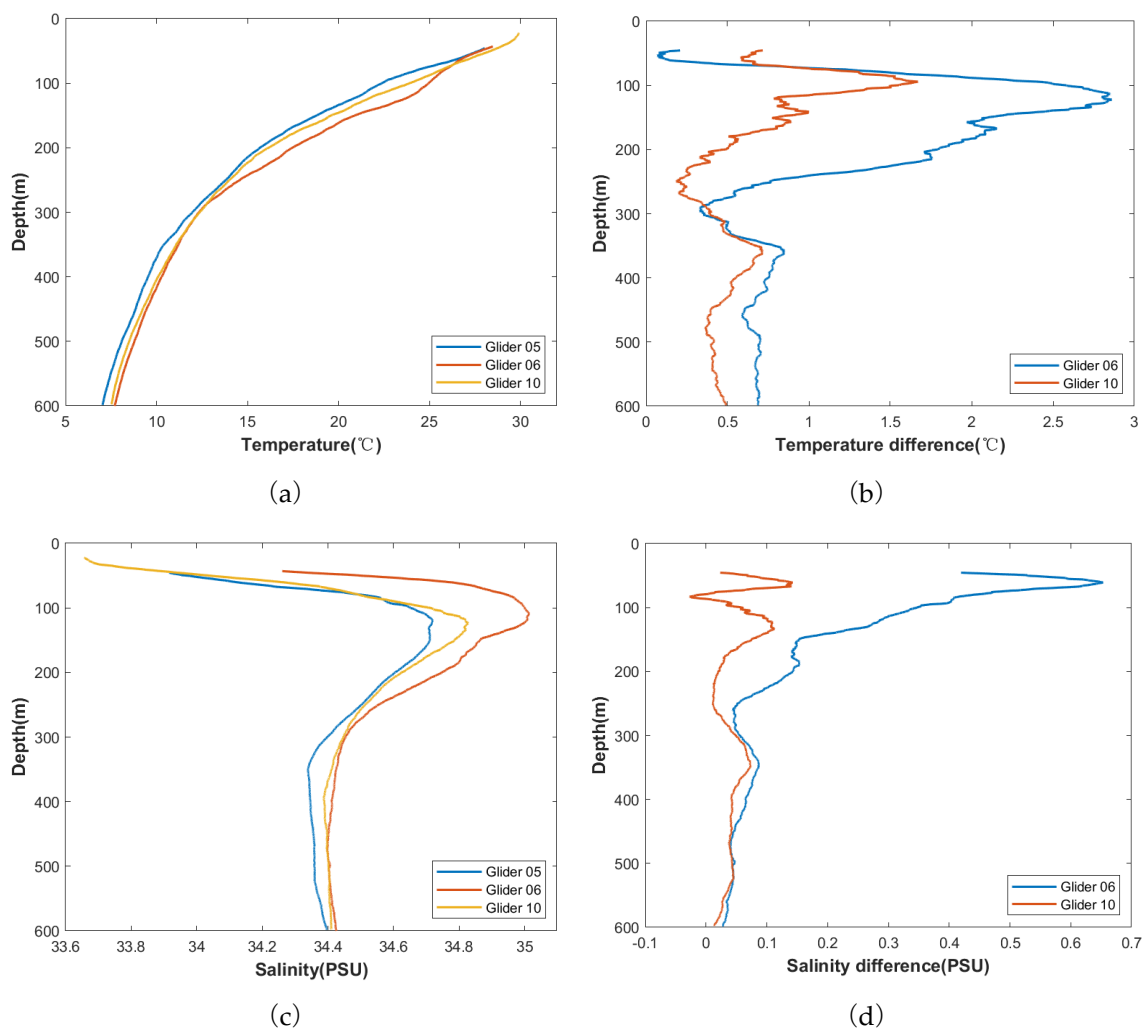 0
100
200
300
400
500
600
Depth(m)
5
10
15
20
25
30
Temperature(℃)
Glider 05
Glider 06
Glider 10
(a)
0
100
200
300
400
500
600
Depth(m)
0
0.5
1
1.5
2
2.5
3
Temperature difference(℃)
Glider 06
Glider 10
(b)
0
100
200
300
400
500
600
Depth(m)
33.6
33.8
34
34.2
34.4
34.6
34.8
35
Salinity(PSU)
Glider 05
Glider 06
Glider 10
(c)
0
100
200
300
400
500
600
Depth(m)
-0.1
0
0.1
0.2
0.3
0.4
0.5
0.6
0.7
Salinity difference(PSU)
Glider 06
Glider 10
(d)